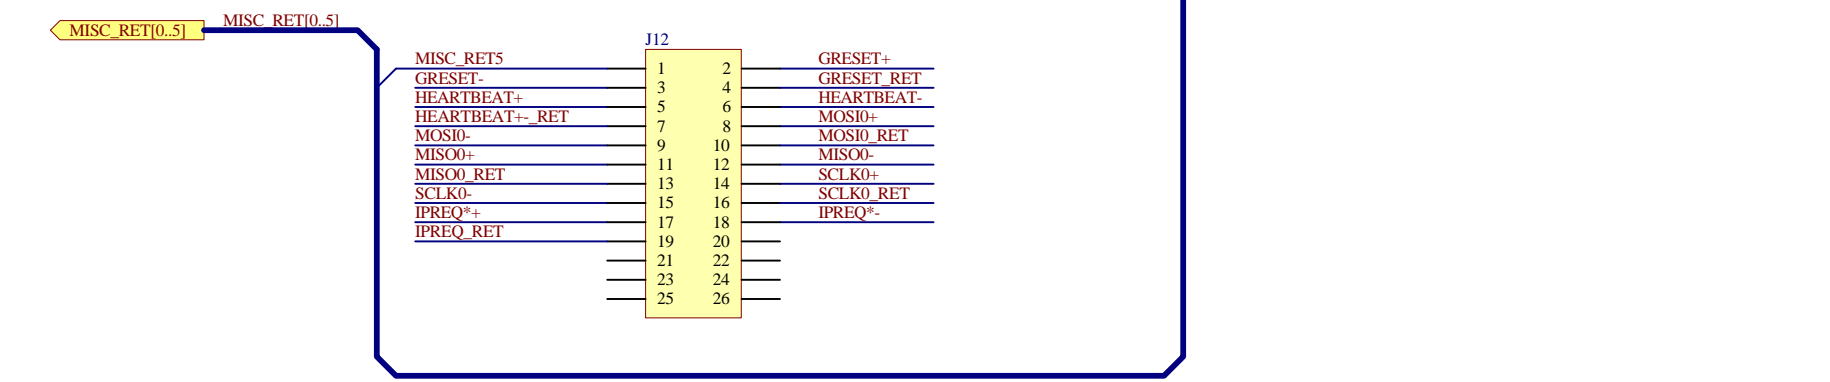 MISC_RET[0..5] MISC_RET[0..5]
J12
MISC_RET5 1 2 GRESET+
GRESET- 3 4 GRESET_RET
HEARTBEAT+ 5 6 HEARTBEAT-
HEARTBEAT+-_RET 7 8 MOSI0+
MOSI0- 9 10 MOSI0_RET
MISO0+ 11 12 MISO0-
MISO0_RET 13 14 SCLK0+
SCLK0- 15 16 SCLK0_RET
IPREQ*+ 17 18 IPREQ*-
IPREQ_RET 19 20
21 22
23 24
25 26